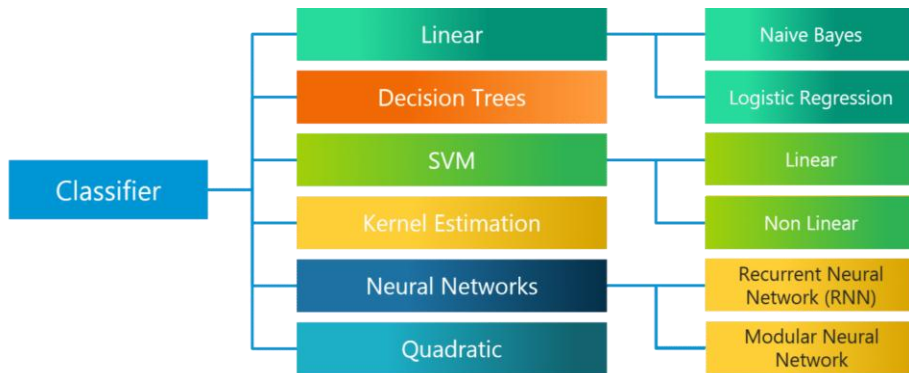 Classifier
Linear
Naive Bayes
Logistic Regression
Decision Trees
SVM
Linear
Non Linear
Kernel Estimation
Neural Networks
Recurrent Neural
Network (RNN)
Modular Neural
Network
Quadratic